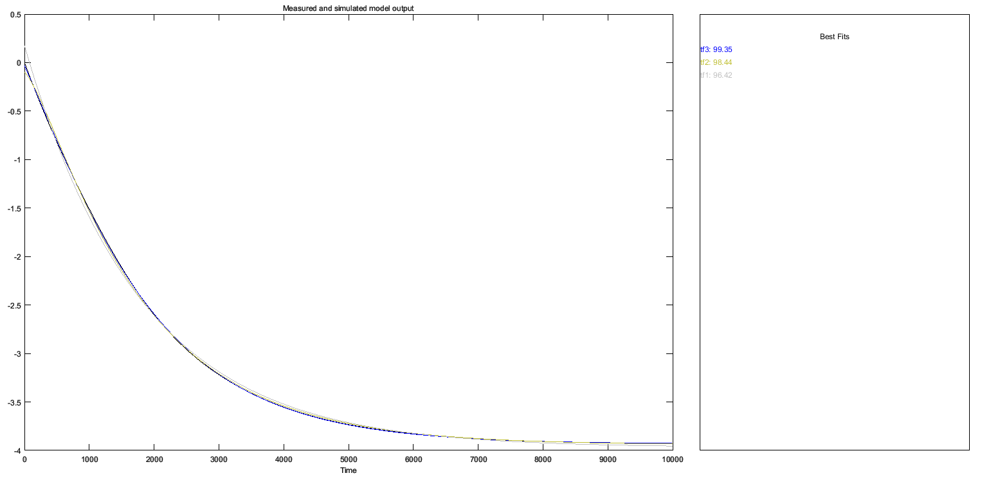 Measured and simulated model output
0.5
0
-0.5
-1
-1.5
-2
-2.5
-3
-3.5
-4
0 1000 2000 3000 4000 5000 6000 7000 8000 9000 10000
Time
Best Fits
tf3: 99.35
tf2: 98.44
tf1: 96.42